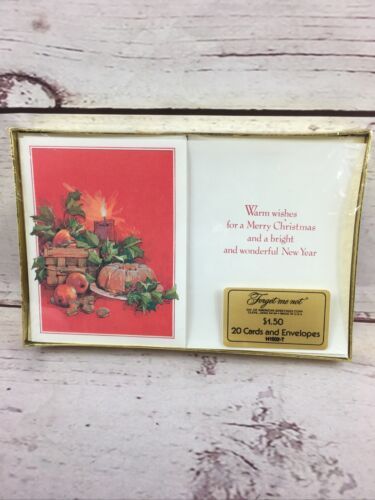 Warm wishes
for a Merry Christmas
and a bright
and wonderful New Year
Forget me not
$1.50
20 Cards and Envelopes